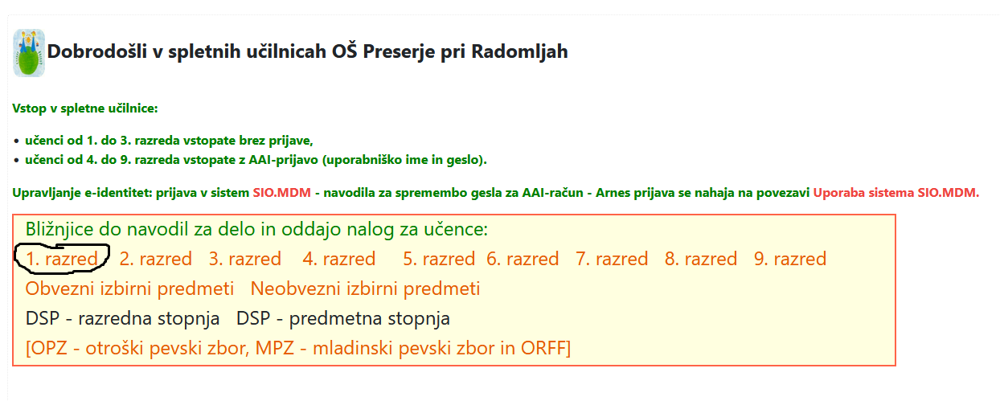 Dobrodošli v spletnih učilnicah OŠ Preserje pri Radomljah
Vstop v spletne učilnice:
• učenci od 1. do 3. razreda vstopate brez prijave,
• učenci od 4. do 9. razreda vstopate z AAI-prijavo (uporabniško ime in geslo).
Upravljanje e-identitet: prijava v sistem SIO.MDM - navodila za spremembo gesla za AAI-račun - Arnes prijava se nahaja na povezavi Uporaba sistema SIO.MDM.
Bližnjice do navodil za delo in oddajo nalog za učence:
1. razred 2. razred 3. razred 4. razred 5. razred 6. razred 7. razred 8. razred 9. razred
Obvezni izbirni predmeti Neobvezni izbirni predmeti
DSP - razredna stopnja DSP - predmetna stopnja
[OPZ - otroški pevski zbor, MPZ - mladinski pevski zbor in ORFF]